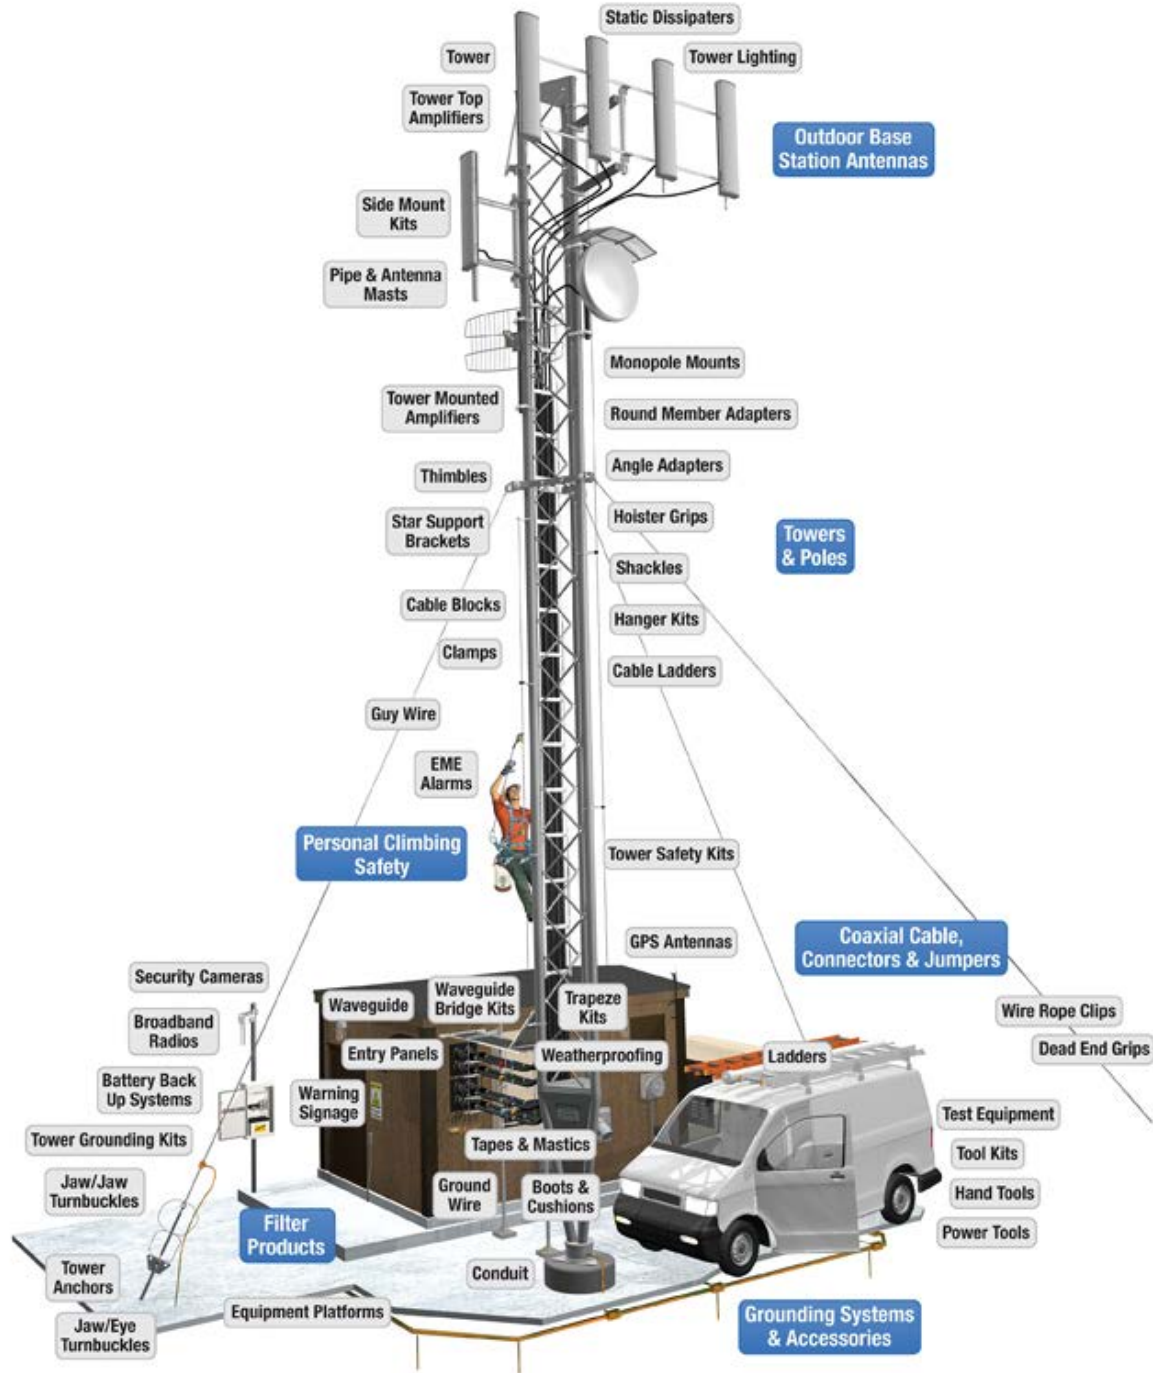 Static Dissipaters
Tower
Tower Lighting
Tower Top
Amplifiers
Outdoor Base
Station Antennas
Side Mount
Kits
Pipe & Antenna
Masts
Monopole Mounts
Tower Mounted
Amplifiers
Round Member Adapters
Thimbles
Angle Adapters
Star Support
Brackets
Hoister Grips
Towers
& Poles
Shackles
Cable Blocks
Hanger Kits
Clamps
Cable Ladders
Guy Wire
EME
Alarms
Personal Climbing
Safety
Tower Safety Kits
GPS Antennas
Coaxial Cable,
Connectors & Jumpers
Security Cameras
Waveguide
Waveguide
Bridge Kits
Trapeze
Kits
Wire Rope Clips
Broadband
Radios
Entry Panels
Weatherproofing
Ladders
Dead End Grips
Battery Back
Up Systems
Warning
Signage
Test Equipment
Tower Grounding Kits
Tapes & Mastics
Tool Kits
Jaw/Jaw
Turnbuckles
Ground
Wire
Boots &
Cushions
Hand Tools
Filter
Products
Power Tools
Tower
Anchors
Conduit
Equipment Platforms
Jaw/Eye
Turnbuckles
Grounding Systems
& Accessories